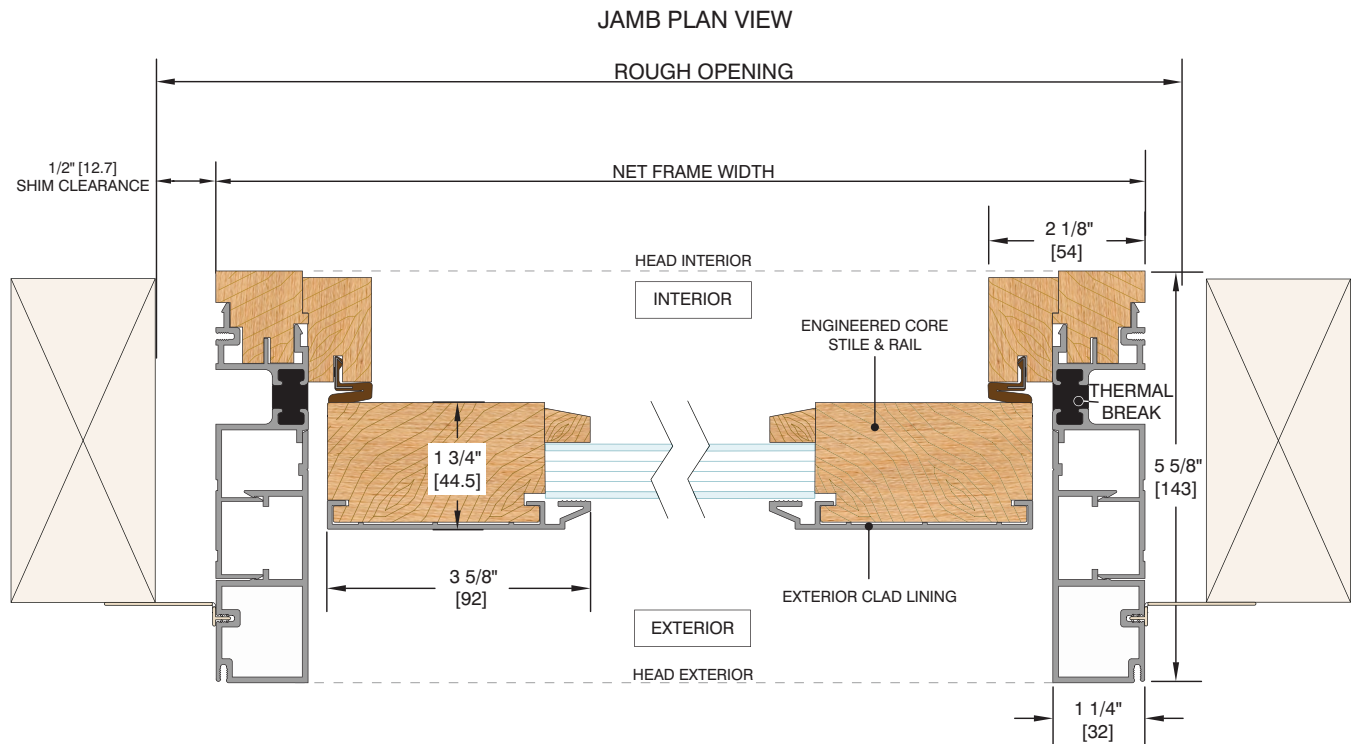 JAMB PLAN VIEW
ROUGH OPENING
1/2" [12.7]
SHIM CLEARANCE
NET FRAME WIDTH
2 1/8"
[54]
HEAD INTERIOR
INTERIOR
ENGINEERED CORE
STILE & RAIL
THERMAL
BREAK
1 3/4"
[44.5]
5 5/8"
[143]
3 5/8"
[92]
EXTERIOR CLAD LINING
EXTERIOR
HEAD EXTERIOR
1 1/4"
[32]